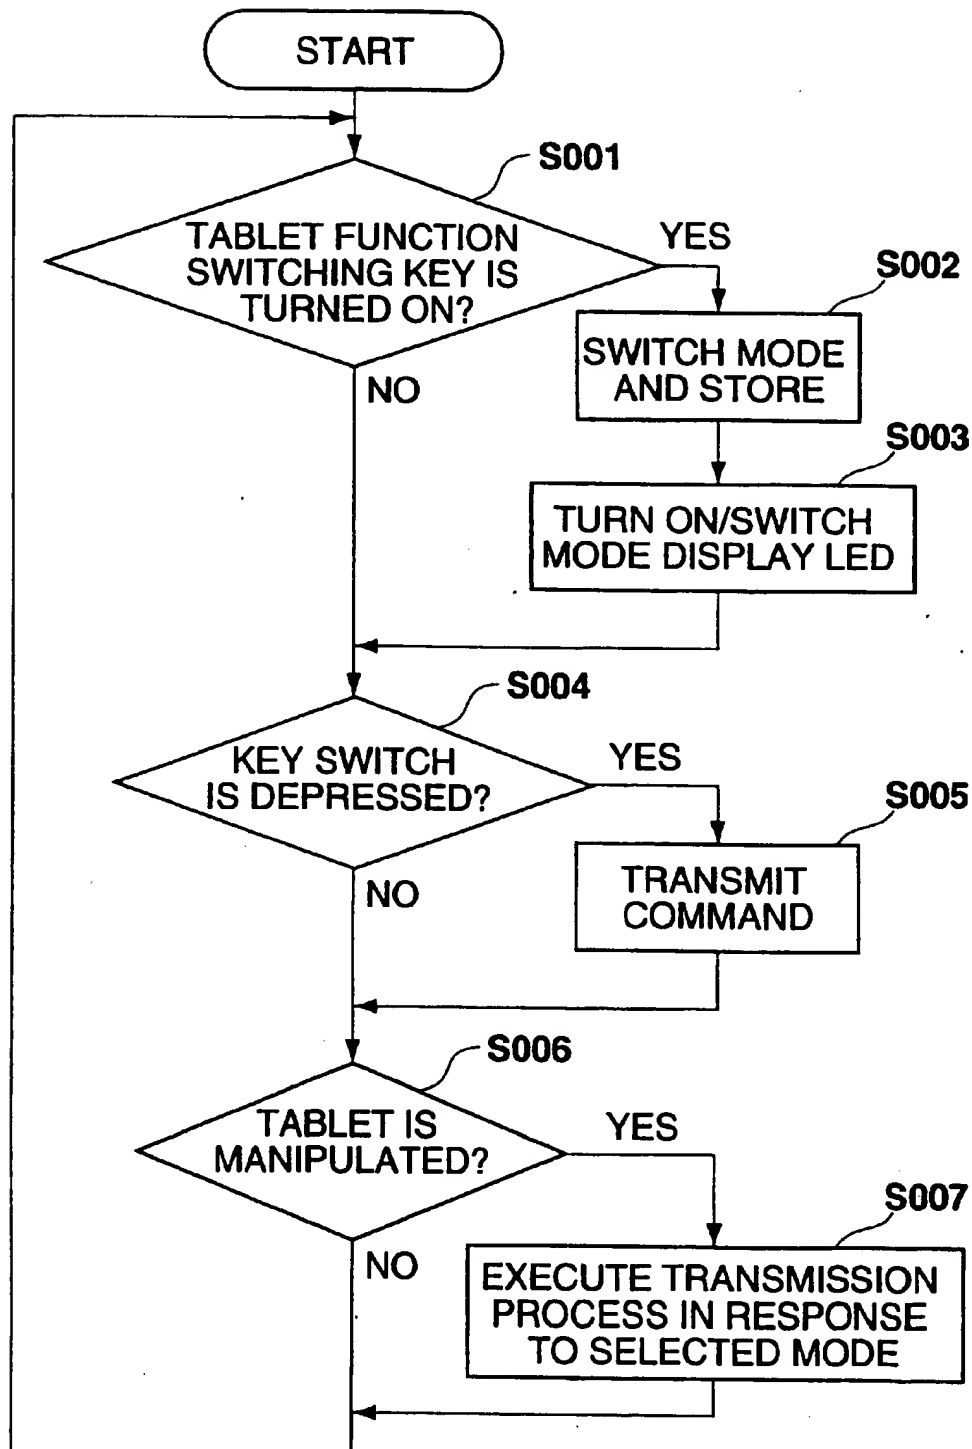 START
S001
TABLET FUNCTION
SWITCHING KEY IS
TURNED ON?
YES
NO
S002
SWITCH MODE
AND STORE
S003
TURN ON/SWITCH
MODE DISPLAY LED
S004
KEY SWITCH
IS DEPRESSED?
YES
NO
S005
TRANSMIT
COMMAND
S006
TABLET IS
MANIPULATED?
YES
NO
S007
EXECUTE TRANSMISSION
PROCESS IN RESPONSE
TO SELECTED MODE